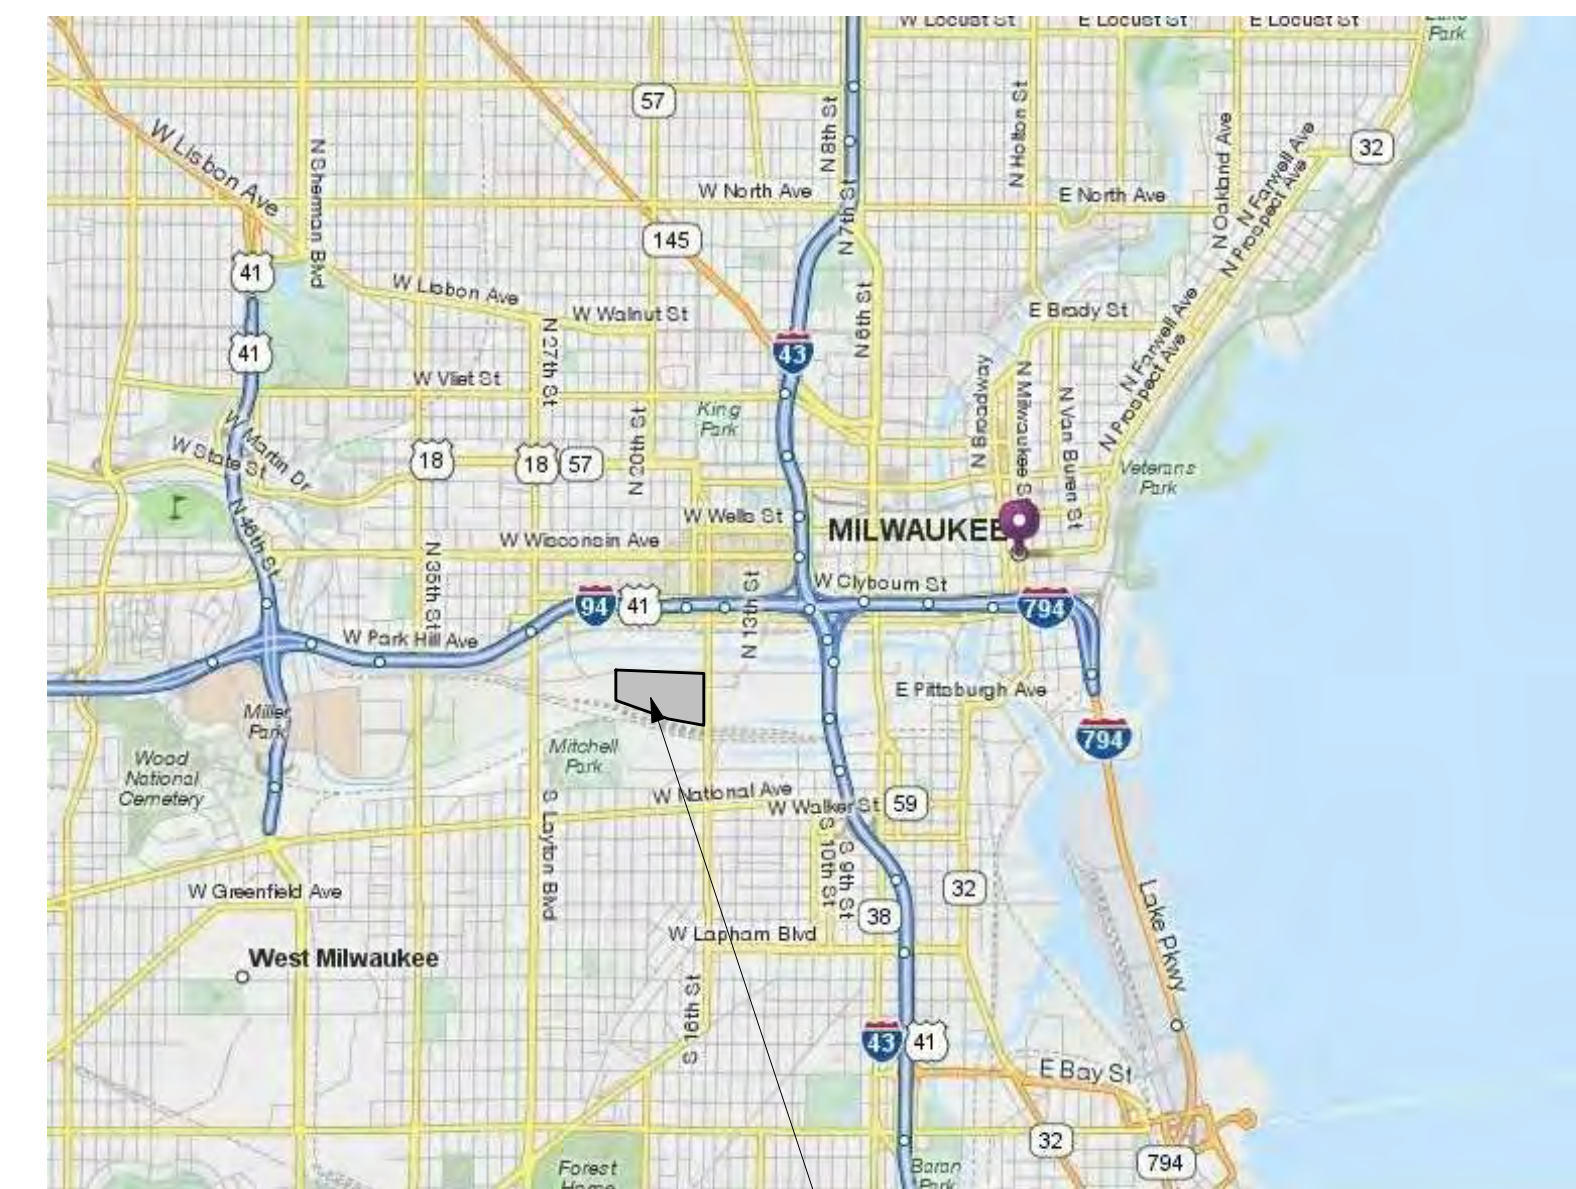 W Locust St
E Locust St
E Locust St
Lake
Park
57
N 8th St
N Holton St
N Oakland Ave
N Farwell Ave
N Prospect Ave
32
W Lisbon Ave
N Sherman Blvd
W North Ave
E North Ave
N 7th St
145
41
W Lisbon Ave
W Walnut St
N 6th St
E Brady St
41
43
N 27th St
N Farwell Ave
N Prospect Ave
W Vliet St
N Broadway
N Milwaukee S
N Van Buren St
King
Park
W Martin Dr
W State St
18
18
57
N 20th St
Veterans
Park
N 46th St
W Wells St
MILWAUKEE
W Wisconsin Ave
N 35th St
W Clybourn St
94
41
N 13th St
794
W Park Hill Ave
E Pittsburgh Ave
Miller
Park
794
Mitchell
Park
Wood
National
Cemetery
W National Ave
W Walker St
59
S Layton Blvd
S 10th St
S 9th St
W Greenfield Ave
32
38
Lake Pkwy
W Lapham Blvd
West Milwaukee
S 16th St
43
41
E Bay St
32
794
Forest
Home
Baran
Park